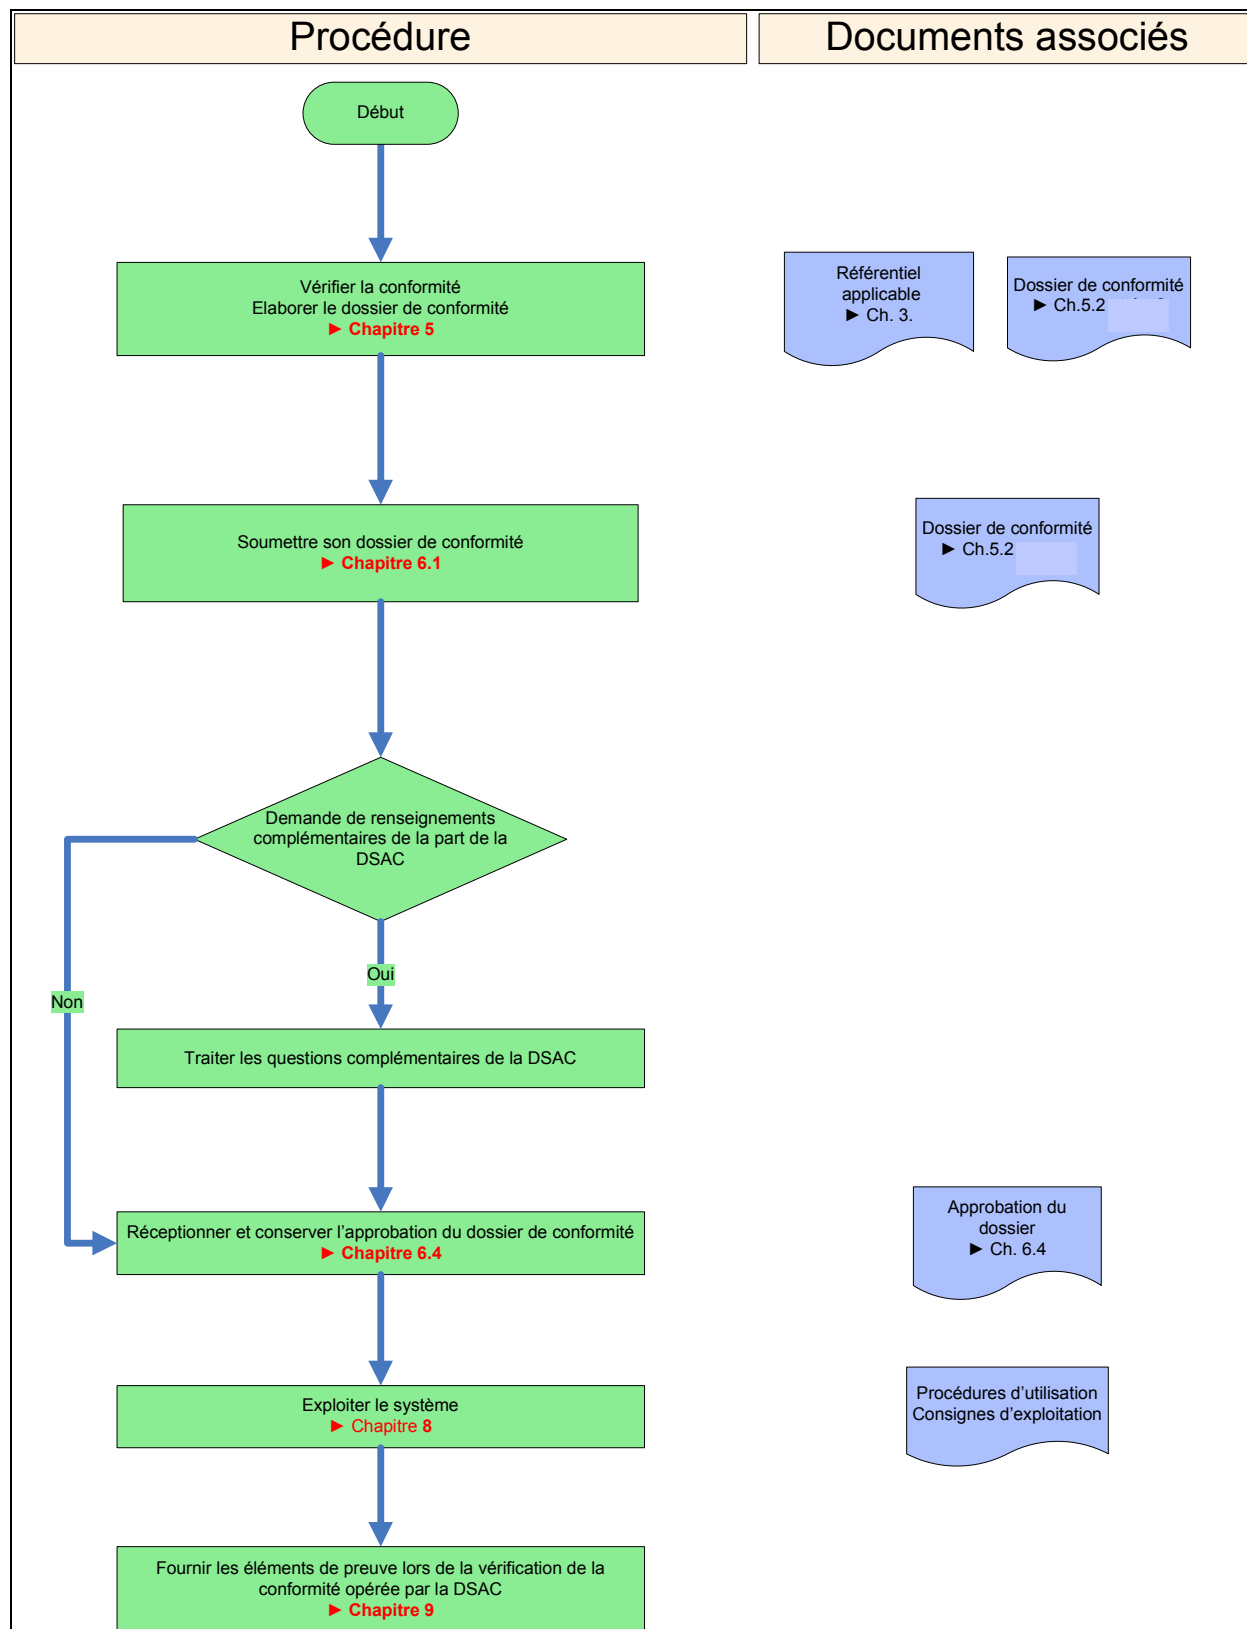 Procédure
Documents associés
Début
Vérifier la conformité
Elaborer le dossier de conformité
► Chapitre 5
Référentiel
applicable
► Ch. 3.
Dossier de conformité
► Ch.5.2
Soumettre son dossier de conformité
► Chapitre 6.1
Dossier de conformité
► Ch.5.2
Demande de renseignements
complémentaires de la part de la
DSAC
Oui
Non
Traiter les questions complémentaires de la DSAC
Réceptionner et conserver l’approbation du dossier de conformité
► Chapitre 6.4
Approbation du
dossier
► Ch. 6.4
Exploiter le système
► Chapitre 8
Procédures d’utilisation
Consignes d’exploitation
Fournir les éléments de preuve lors de la vérification de la
conformité opérée par la DSAC
► Chapitre 9